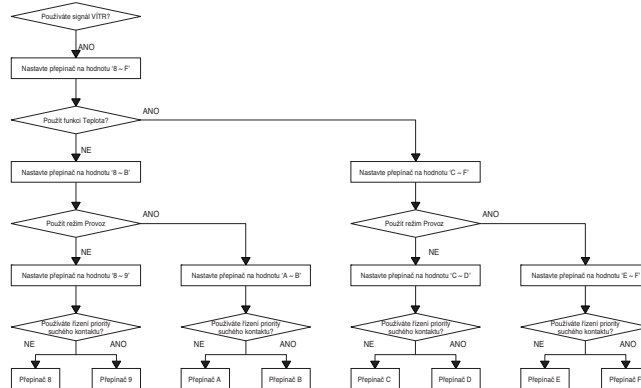 Používáte signál VÍTR?
ANO
Nastavte přepínač na hodnotu '8 ~ F'
Použít funkci Teplota?
ANO
NE
Nastavte přepínač na hodnotu '8 ~ B'
Nastavte přepínač na hodnotu 'C ~ F'
Použít režim Provoz
ANO
Použít režim Provoz
ANO
NE
NE
Nastavte přepínač na hodnotu '8 ~ 9'
Nastavte přepínač na hodnotu 'A ~ B'
Nastavte přepínač na hodnotu 'C ~ D'
Nastavte přepínač na hodnotu 'E ~ F'
Používáte řízení priority
suchého kontaktu?
Používáte řízení priority
suchého kontaktu?
Používáte řízení priority
suchého kontaktu?
Používáte řízení priority
suchého kontaktu?
NE ANO
NE ANO
NE ANO
NE ANO
Přepínač 8
Přepínač 9
Přepínač A
Přepínač B
Přepínač C
Přepínač D
Přepínač E
Přepínač F